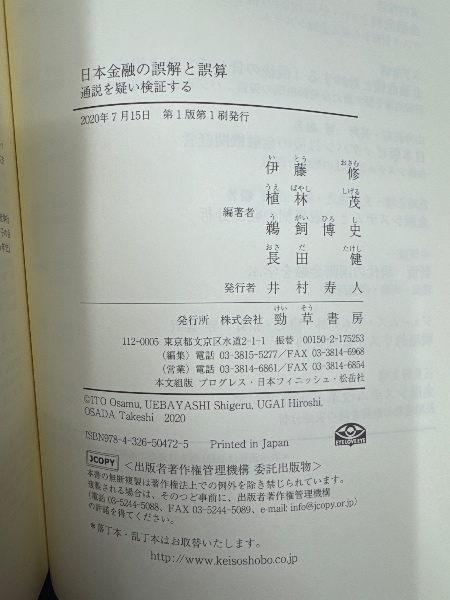 日本金融の誤解と誤算
通説を疑い検証する
2020年7月15日 第1版第1刷発行
い とう おさむ
伊藤 修
うえ ばやし しげる
植林 茂
編著者
う がい ひろ し
鵜飼博史
おさ だ たけし
長田 健
発行者 井村寿人
けい そう
発行所 株式会社 勁草書房
112-0005 東京都文京区水道2-1-1 振替 00150-2-175253
(編集) 電話 03-3815-5277/FAX 03-3814-6968
(営業) 電話 03-3814-6861/FAX 03-3814-6854
本文組版 プログレス・日本フィニッシュ・松岳社
©ITO Osamu, UEBAYASHI Shigeru, UGAI Hiroshi,
OSADA Takeshi 2020
ISBN978-4-326-50472-5 Printed in Japan
EYE LOVE EYE
JCOPY <出版者著作権管理機構 委託出版物>
本書の無断複製は著作権法上での例外を除き禁じられています。
複製される場合は、そのつど事前に、出版者著作権管理機構
(電話 03-5244-5088、FAX 03-5244-5089、e-mail: info@jcopy.or.jp)
の許諾を得てください。
*落丁本・乱丁本はお取替いたします。
http://www.keisoshobo.co.jp